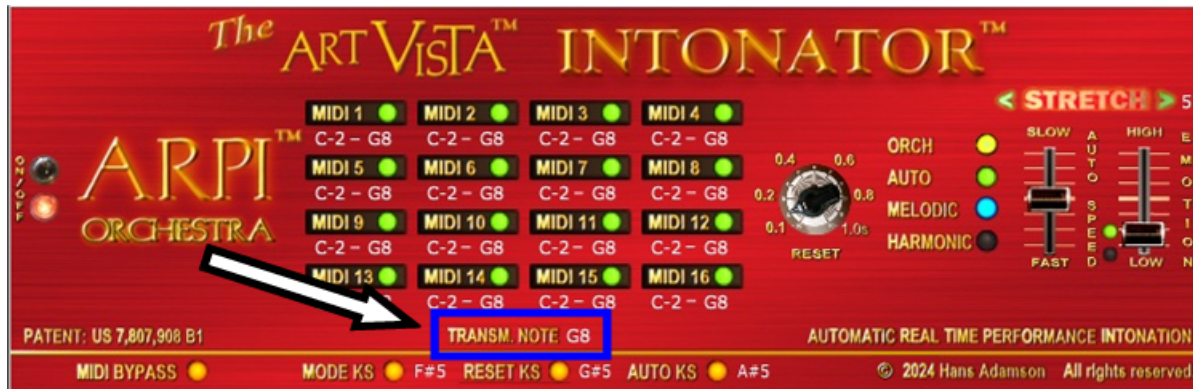 The ART VISTA™ INTONATOR™
ARPI™
ORCHESTRA
ON/OFF
MIDI 1 MIDI 2 MIDI 3 MIDI 4
C-2 – G8 C-2 – G8 C-2 – G8 C-2 – G8
MIDI 5 MIDI 6 MIDI 7 MIDI 8
C-2 – G8 C-2 – G8 C-2 – G8 C-2 – G8
MIDI 9 MIDI 10 MIDI 11 MIDI 12
C-2 – G8 C-2 – G8 C-2 – G8 C-2 – G8
MIDI 13 MIDI 14 MIDI 15 MIDI 16
G8 C-2 – G8 C-2 – G8 C-2 – G8
0.1 0.2 0.4 0.6 0.8 1.0s
RESET
ORCH
AUTO
MELODIC
HARMONIC
< STRETCH > 5
SLOW HIGH
AUTO SPEED EMOTION
FAST LOW
PATENT: US 7,807,908 B1 TRANSM. NOTE G8 AUTOMATIC REAL TIME PERFORMANCE INTONATION
MIDI BYPASS MODE KS F#5 RESET KS G#5 AUTO KS A#5 © 2024 Hans Adamson All rights reserved